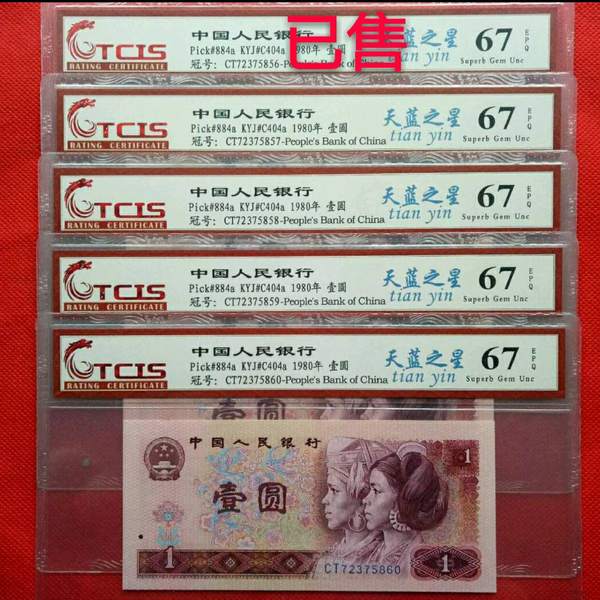 已售
TCIS
RATING CERTIFICATE
中国人民银行
Pick#884a KYJ#C404a 1980年 壹圆
冠号: CT72375856-People's Bank of China
天蓝之星
tian yin
67
EPQ
Superb Gem Unc
TCIS
RATING CERTIFICATE
中国人民银行
Pick#884a KYJ#C404a 1980年 壹圆
冠号: CT72375857-People's Bank of China
天蓝之星
tian yin
67
EPQ
Superb Gem Unc
TCIS
RATING CERTIFICATE
中国人民银行
Pick#884a KYJ#C404a 1980年 壹圆
冠号: CT72375858-People's Bank of China
天蓝之星
tian yin
67
EPQ
Superb Gem Unc
TCIS
RATING CERTIFICATE
中国人民银行
Pick#884a KYJ#C404a 1980年 壹圆
冠号: CT72375859-People's Bank of China
天蓝之星
tian yin
67
EPQ
Superb Gem Unc
TCIS
RATING CERTIFICATE
中国人民银行
Pick#884a KYJ#C404a 1980年 壹圆
冠号: CT72375860-People's Bank of China
天蓝之星
tian yin
67
EPQ
Superb Gem Unc
中国人民银行
1
壹圆
1
CT72375860
1